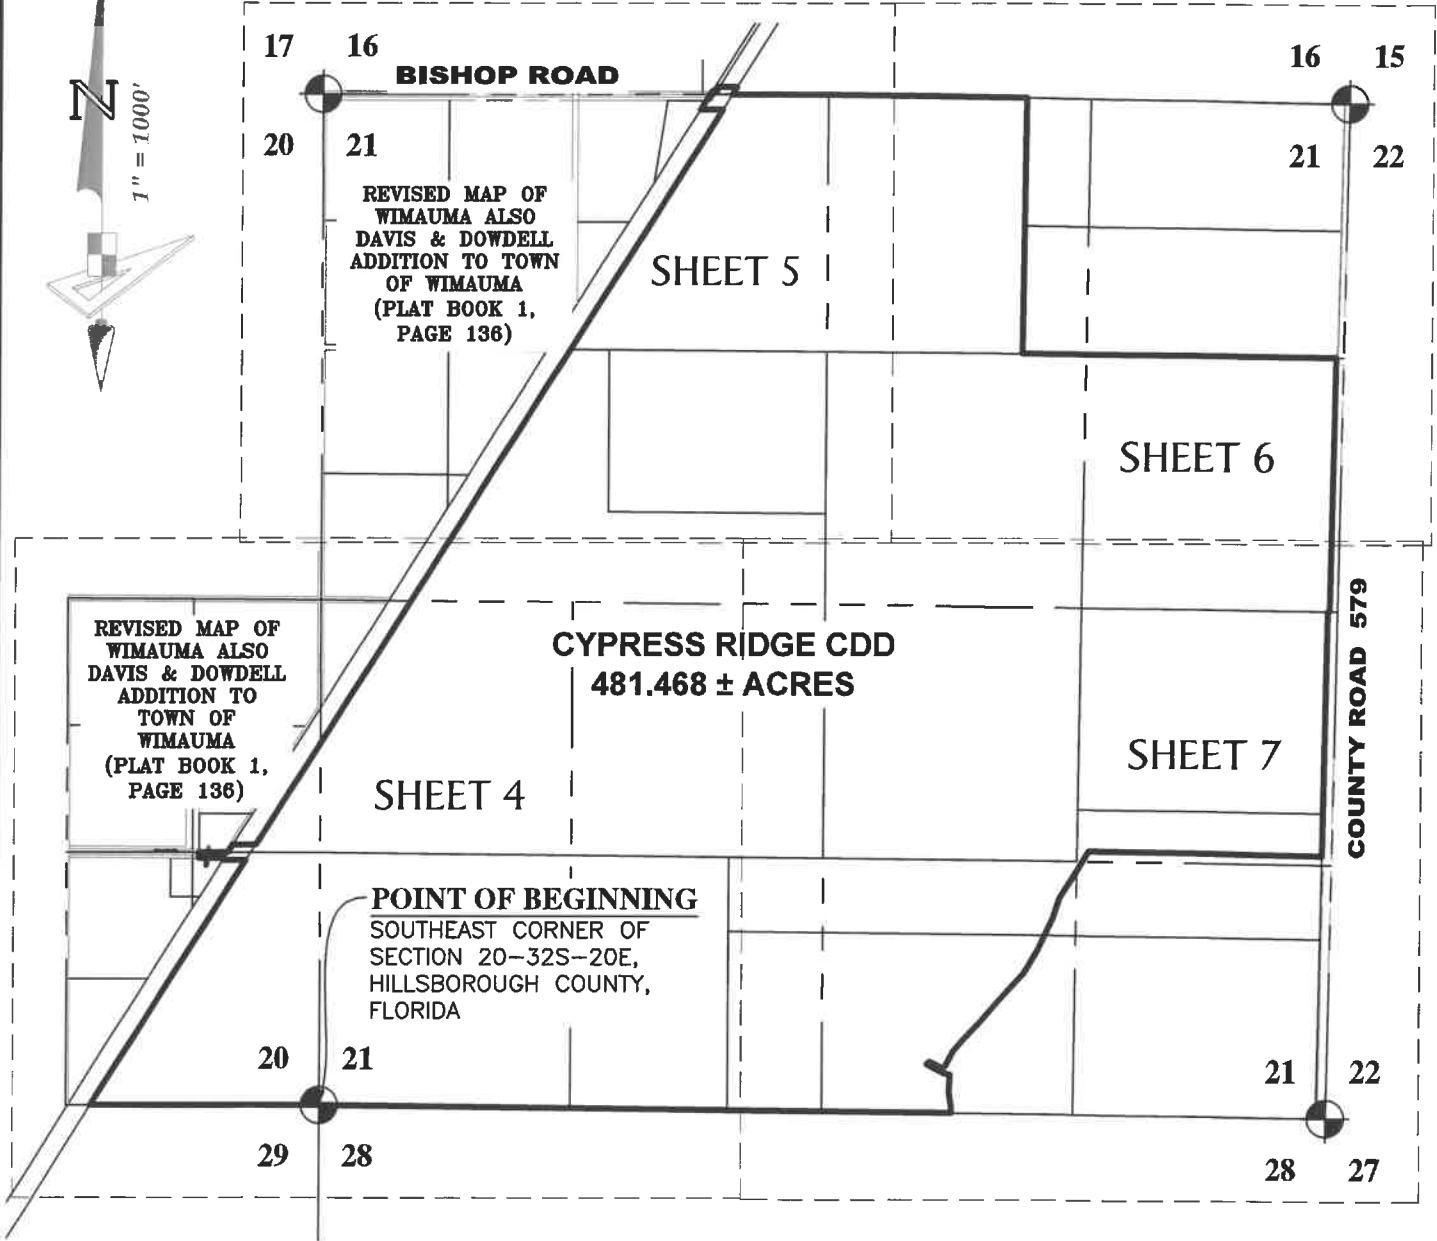 17 16
BISHOP ROAD
16 15
N
1" = 1000'
20 21
21 22
REVISED MAP OF
WIMAUMA ALSO
DAVIS & DOWDELL
ADDITION TO TOWN
OF WIMAUMA
(PLAT BOOK 1,
PAGE 136)
SHEET 5
SHEET 6
REVISED MAP OF
WIMAUMA ALSO
DAVIS & DOWDELL
ADDITION TO
TOWN OF
WIMAUMA
(PLAT BOOK 1,
PAGE 136)
CYPRESS RIDGE CDD
481.468 ± ACRES
COUNTY ROAD 579
SHEET 7
SHEET 4
POINT OF BEGINNING
SOUTHEAST CORNER OF
SECTION 20-32S-20E,
HILLSBOROUGH COUNTY,
FLORIDA
20 21
21 22
29 28
28 27